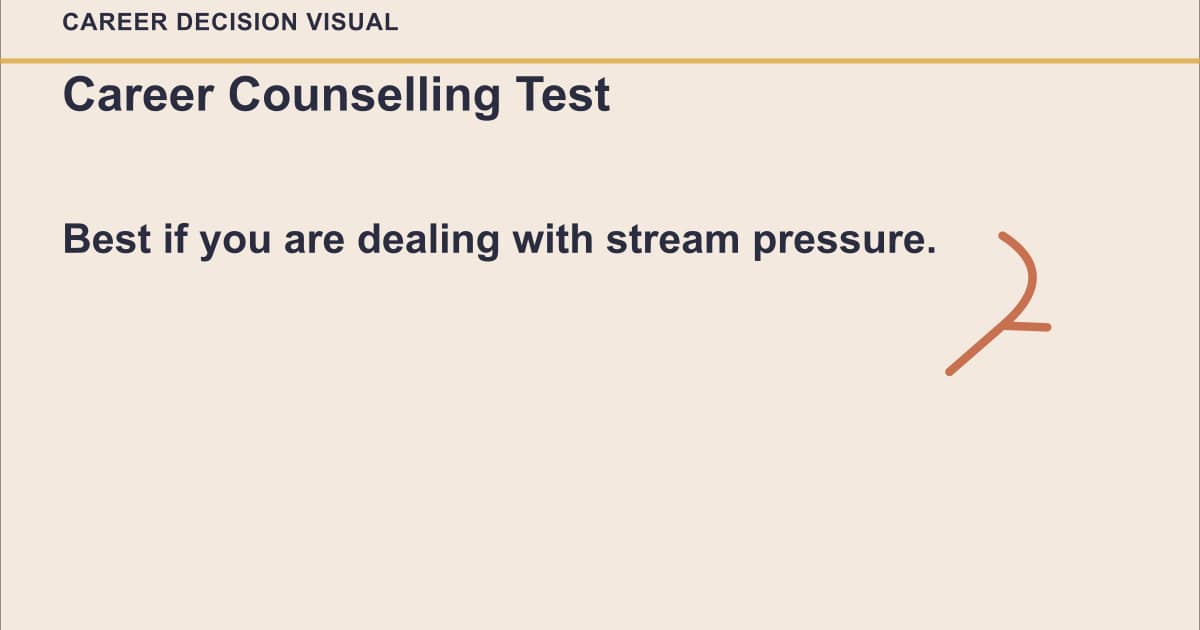 CAREER DECISION VISUAL
Career Counselling Test
Best if you are dealing with stream pressure.